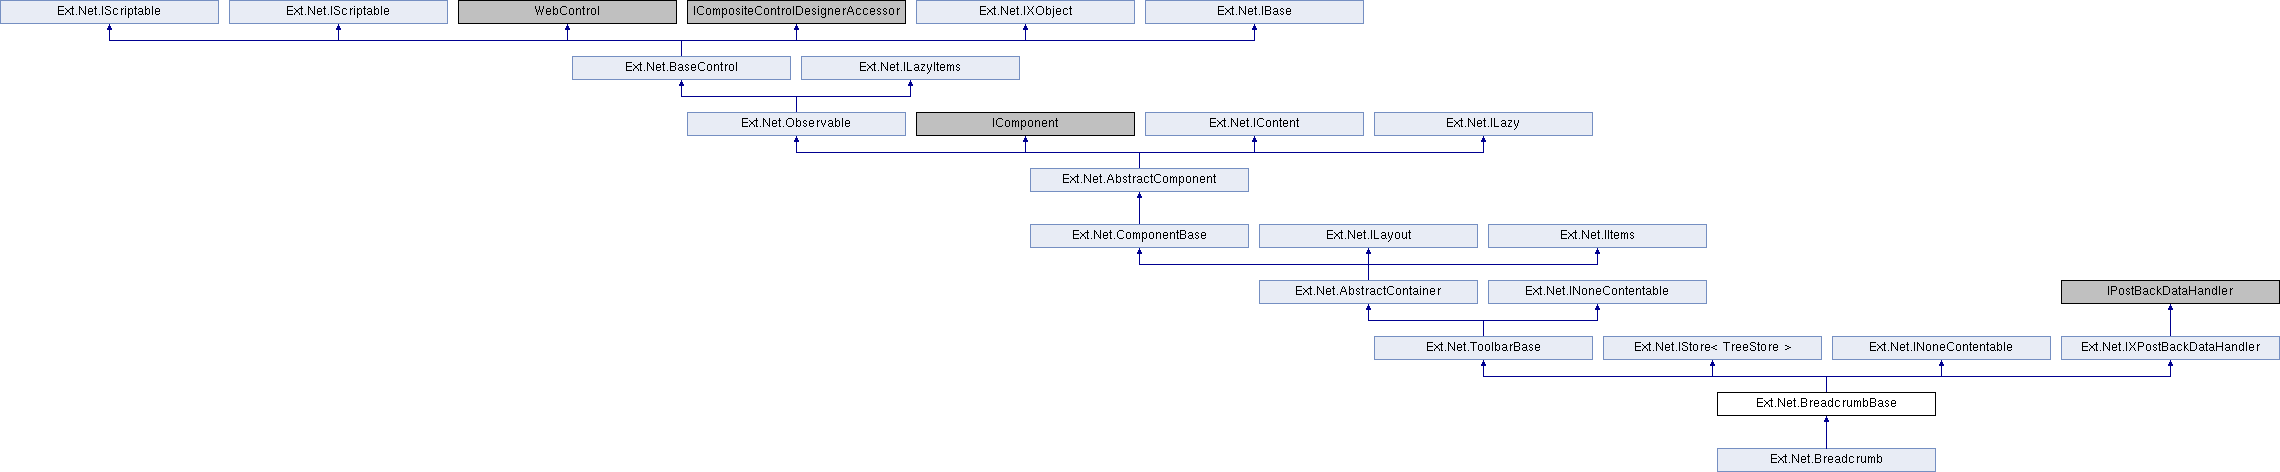 Ext.Net.IScriptable
Ext.Net.IScriptable
WebControl
ICompositeControlDesignerAccessor
Ext.Net.IXObject
Ext.Net.IBase
Ext.Net.BaseControl
Ext.Net.ILazyItems
Ext.Net.Observable
IComponent
Ext.Net.IContent
Ext.Net.ILazy
Ext.Net.AbstractComponent
Ext.Net.ComponentBase
Ext.Net.ILayout
Ext.Net.IItems
Ext.Net.AbstractContainer
Ext.Net.INoneContentable
IPostBackDataHandler
Ext.Net.ToolbarBase
Ext.Net.IStore< TreeStore >
Ext.Net.INoneContentable
Ext.Net.IXPostBackDataHandler
Ext.Net.BreadcrumbBase
Ext.Net.Breadcrumb